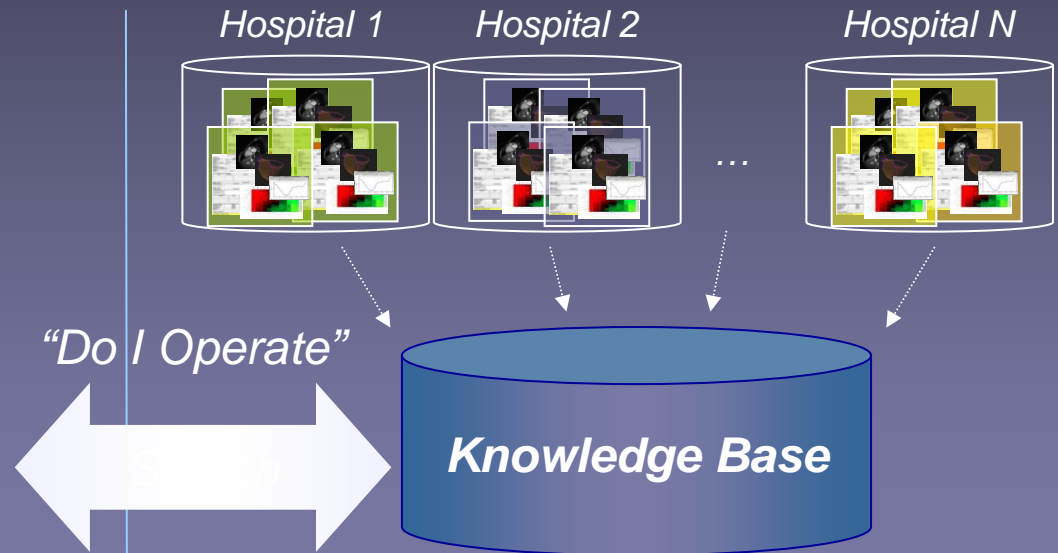 Hospital 1 Hospital 2 Hospital N
...
“Do I Operate”
Knowledge Base